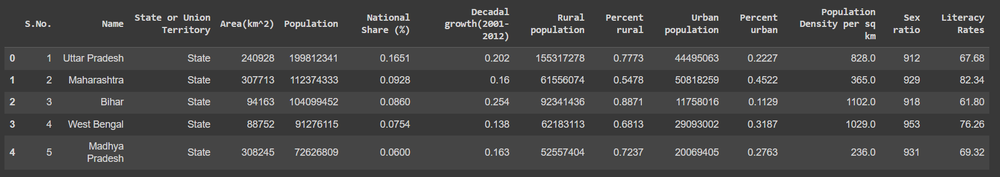 S.No. Name State or Union Territory Area(km^2) Population National Share (%) Decadal growth(2001-2012) Rural population Percent rural Urban population Percent urban Population Density per sq km Sex ratio Literacy Rates
0 1 Uttar Pradesh State 240928 199812341 0.1651 0.202 155317278 0.7773 44495063 0.2227 828.0 912 67.68
1 2 Maharashtra State 307713 112374333 0.0928 0.16 61556074 0.5478 50818259 0.4522 365.0 929 82.34
2 3 Bihar State 94163 104099452 0.0860 0.254 92341436 0.8871 11758016 0.1129 1102.0 918 61.80
3 4 West Bengal State 88752 91276115 0.0754 0.138 62183113 0.6813 29093002 0.3187 1029.0 953 76.26
4 5 Madhya Pradesh State 308245 72626809 0.0600 0.163 52557404 0.7237 20069405 0.2763 236.0 931 69.32